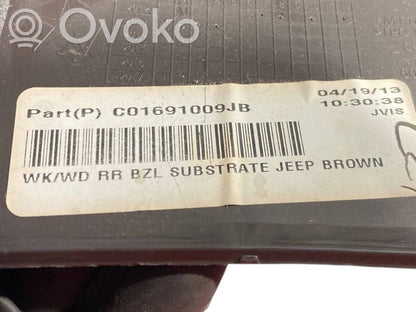 OVOKO
04/19/13
Part(P) C01691009JB
10:30:38
JVIS
WK/WD RR BZL SUBSTRATE JEEP BROWN